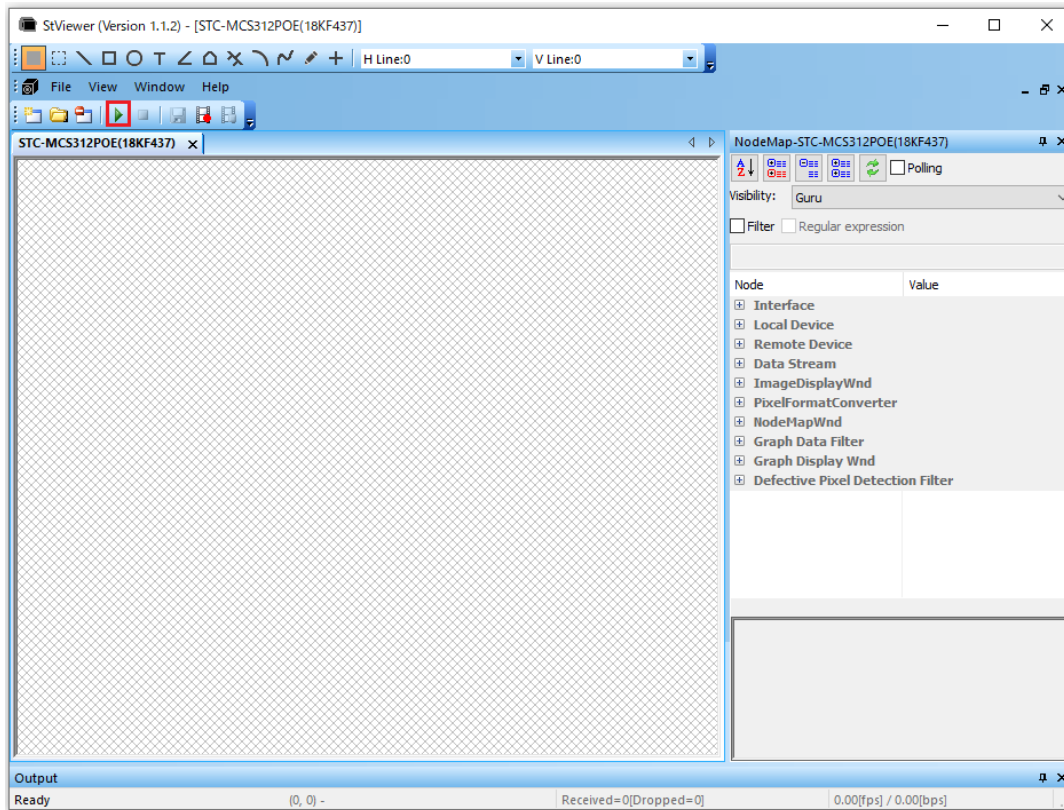 StViewer (Version 1.1.2) - [STC-MCS312POE(18KF437)]
H Line:0 V Line:0
File View Window Help
STC-MCS312POE(18KF437)
NodeMap-STC-MCS312POE(18KF437)
Polling
Visibility: Guru
Filter Regular expression
Node Value
Interface
Local Device
Remote Device
Data Stream
ImageDisplayWnd
PixelFormatConverter
NodeMapWnd
Graph Data Filter
Graph Display Wnd
Defective Pixel Detection Filter
Output
Ready (0, 0) - Received=0[Dropped=0] 0.00[fps] / 0.00[bps]